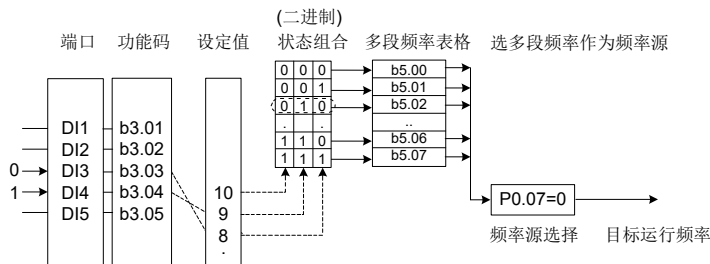 (二进制)
端口 功能码 设定值 状态组合 多段频率表格 选多段频率作为频率源
0 0 0 b5.00
0 0 1 b5.01
0 1 0 b5.02
. . . ..
1 1 0 b5.06
1 1 1 b5.07
DI1 b3.01
DI2 b3.02
0 DI3 b3.03
1 DI4 b3.04 10
DI5 b3.05 9
8
.
P0.07=0
频率源选择 目标运行频率